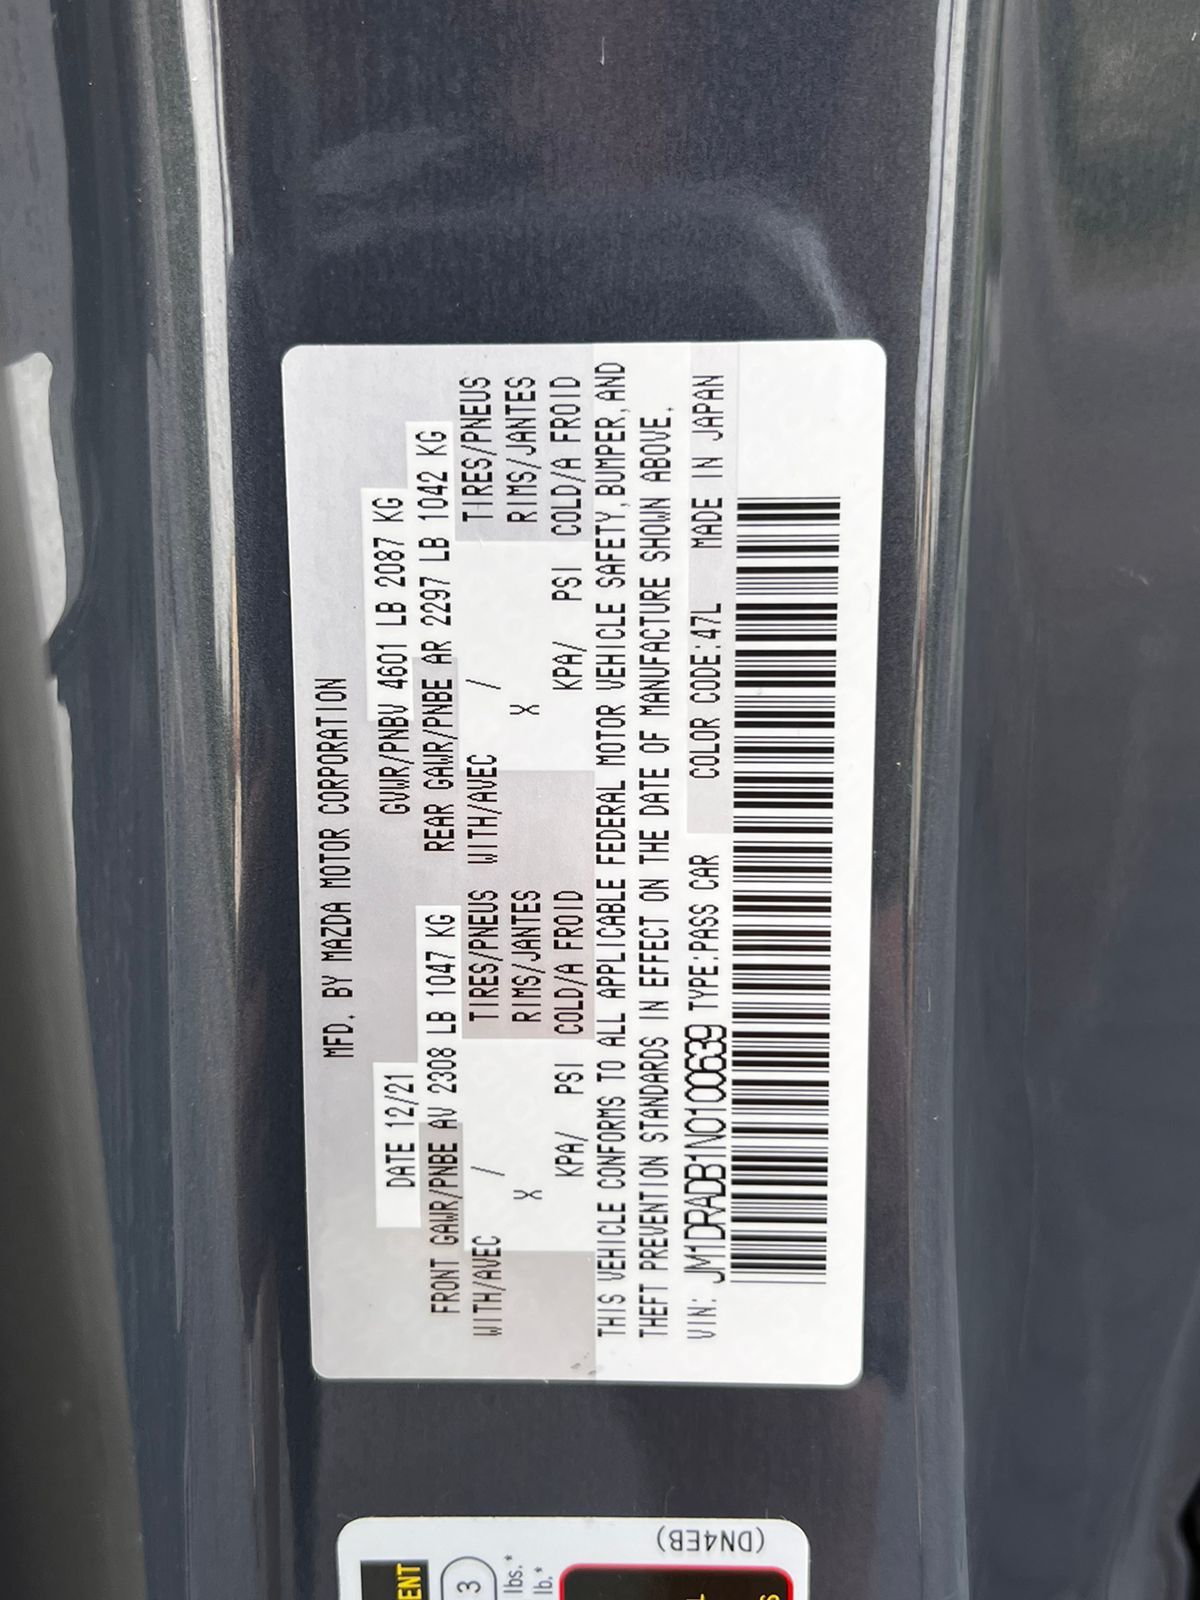 MFD. BY MAZDA MOTOR CORPORATION
DATE 12/21 GVWR/PNBV 4601 LB 2087 KG
FRONT GAWR/PNBE AV 2308 LB 1047 KG REAR GAWR/PNBE AR 2297 LB 1042 KG
WITH/AVEC / TIRES/PNEUS WITH/AVEC / TIRES/PNEUS
X RIMS/JANTES X RIMS/JANTES
KPA/ PSI COLD/A FROID KPA/ PSI COLD/A FROID
THIS VEHICLE CONFORMS TO ALL APPLICABLE FEDERAL MOTOR VEHICLE SAFETY,BUMPER,AND
THEFT PREVENTION STANDARDS IN EFFECT ON THE DATE OF MANUFACTURE SHOWN ABOVE.
VIN: JM1DRADB1N0100639 TYPE:PASS CAR COLOR CODE:47L MADE IN JAPAN
(DN4EB)
3
lbs.*
lb.*